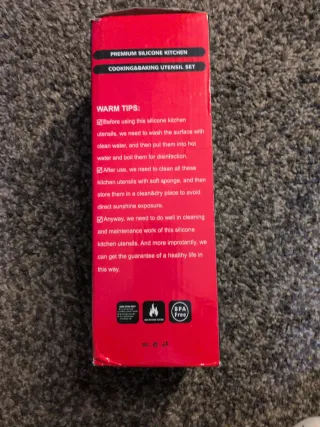 PREMIUM SILICONE KITCHEN
COOKING&BAKING UTENSIL SET
WARM TIPS:
Before using this silicone kitchen
utensils, we need to wash the surface with
clean water, and then put them into hot
water and boil them for disinfection.
After use, we need to clean all these
kitchen utensils with soft sponge, and then
store them in a clean&dry place to avoid
direct sunshine exposure.
Anyway, we need to do well in cleaning
and maintenance work of this silicone
kitchen utensils. And more improtantly, we
can get the guarantee of a healthy life in
this way.
BPA
Free